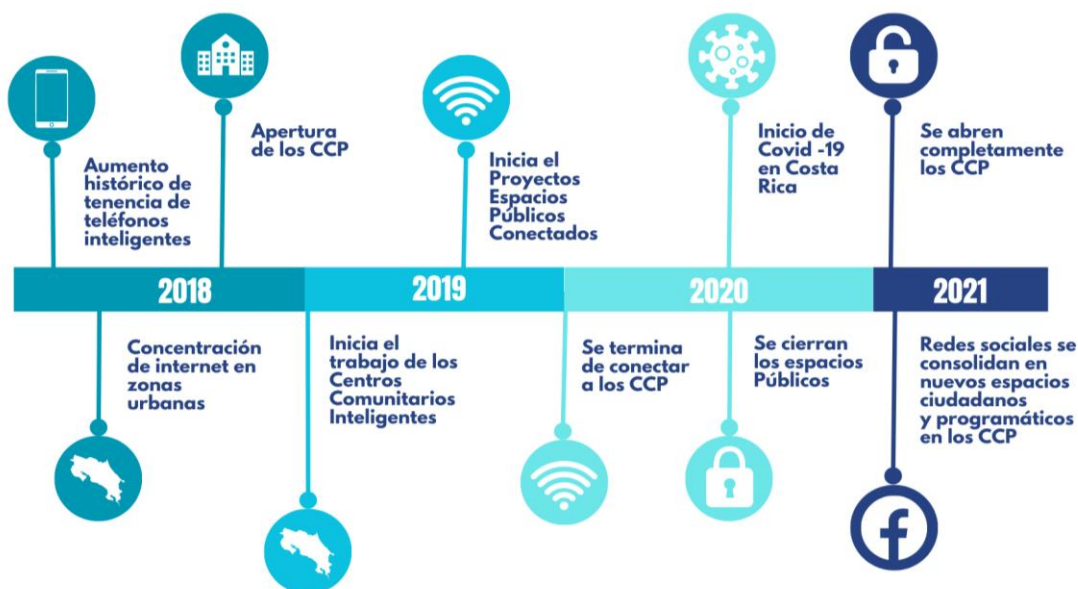 Aumento
histórico de
tenencia de
teléfonos
inteligentes
Apertura
de los CCP
Inicia el
Proyectos
Espacios
Públicos
Conectados
Inicio de
Covid -19
en Costa
Rica
Se abren
completamente
los CCP
2018
2019
2020
2021
Concentración
de internet en
zonas
urbanas
Inicia el
trabajo de los
Centros
Comunitarios
Inteligentes
Se termina
de conectar
a los CCP
Se cierran
los espacios
Públicos
Redes sociales se
consolidan en
nuevos espacios
ciudadanos
y programáticos
en los CCP